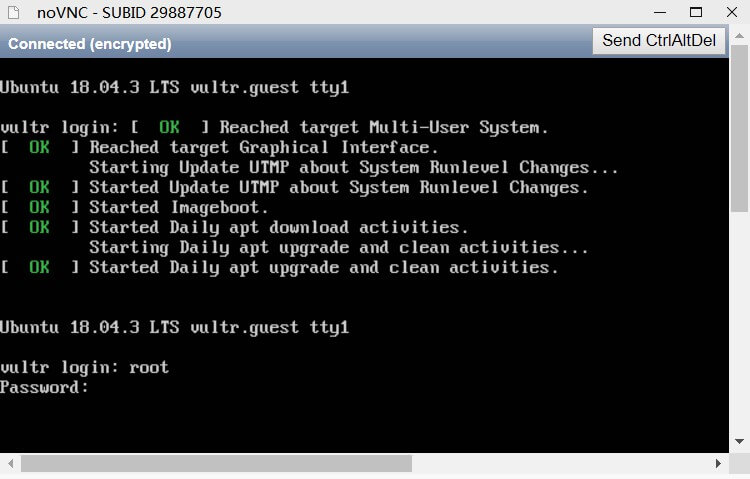 noVNC - SUBID 29887705
Connected (encrypted)
Send CtrlAltDel
Ubuntu 18.04.3 LTS vultr.guest tty1
vultr login: [  OK  ] Reached target Multi-User System.
[  OK  ] Reached target Graphical Interface.
         Starting Update UTMP about System Runlevel Changes...
[  OK  ] Started Update UTMP about System Runlevel Changes.
[  OK  ] Started Imageboot.
[  OK  ] Started Daily apt download activities.
         Starting Daily apt upgrade and clean activities...
[  OK  ] Started Daily apt upgrade and clean activities.
Ubuntu 18.04.3 LTS vultr.guest tty1
vultr login: root
Password: